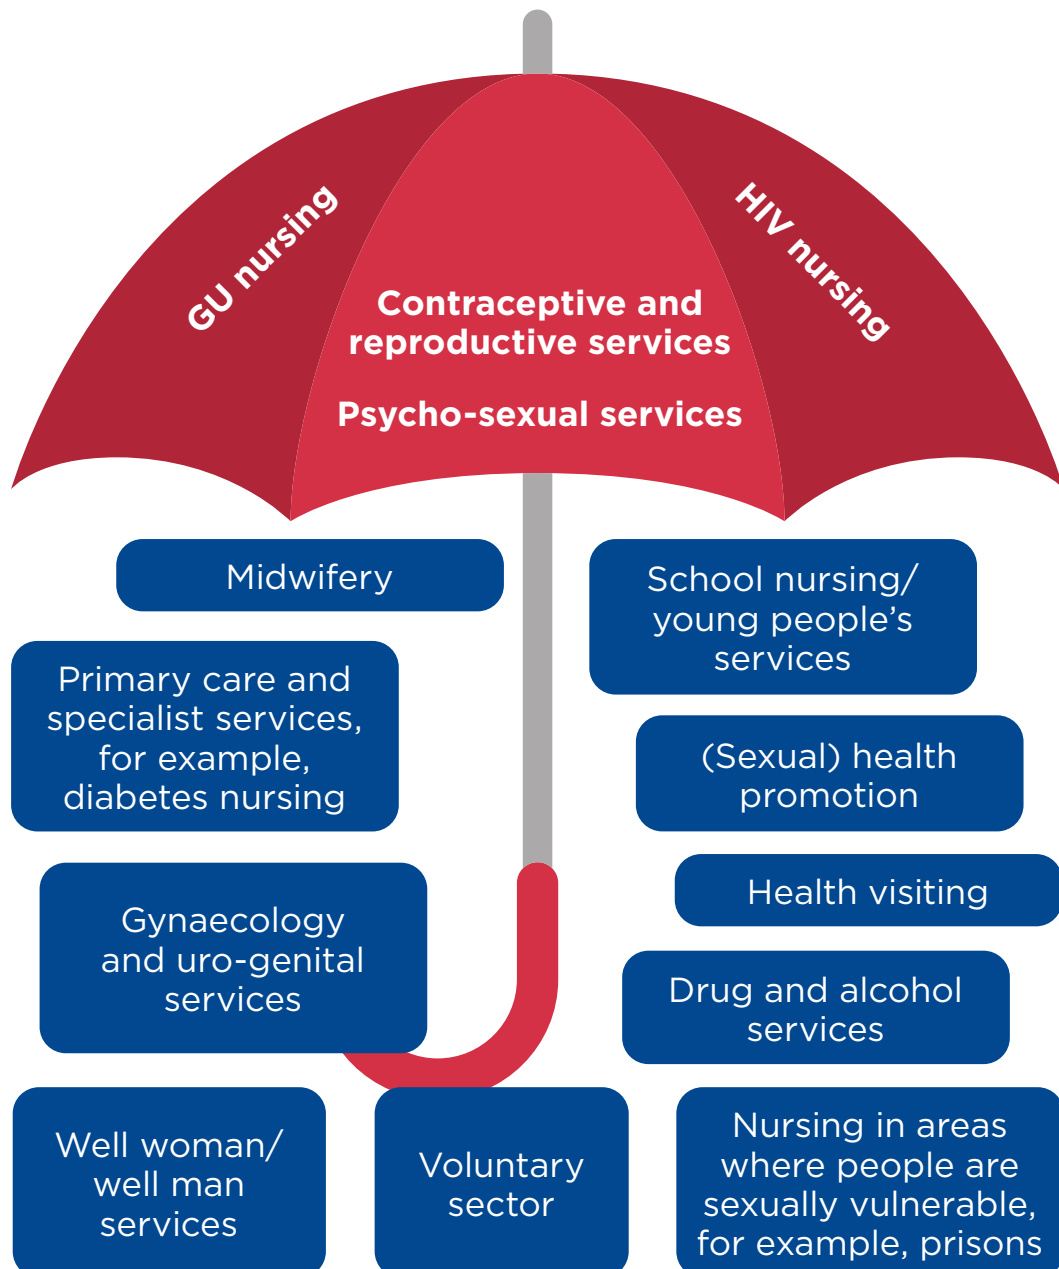 GU nursing
HIV nursing
Contraceptive and
reproductive services
Psycho-sexual services
Midwifery
School nursing/
young people’s
services
Primary care and
specialist services,
for example,
diabetes nursing
(Sexual) health
promotion
Health visiting
Gynaecology
and uro-genital
services
Drug and alcohol
services
Well woman/
well man
services
Voluntary
sector
Nursing in areas
where people are
sexually vulnerable,
for example, prisons